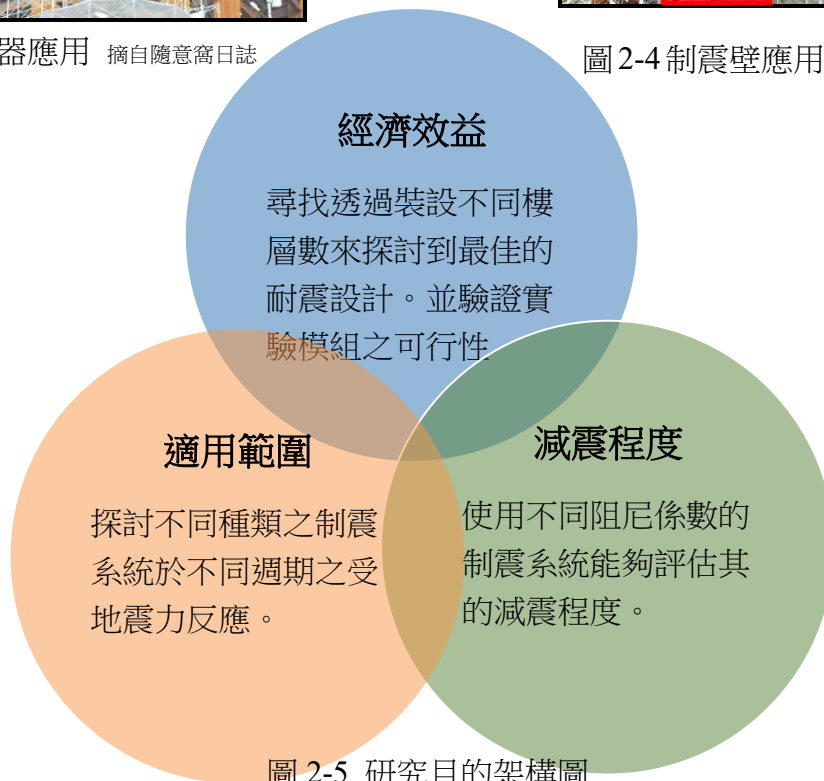 器應用 摘自隨意窩日誌
圖2-4制震壁應用
經濟效益
尋找透過裝設不同樓
層數來探討到最佳的
耐震設計。並驗證實
驗模組之可行性
適用範圍
探討不同種類之制震
系統於不同週期之受
地震力反應。
減震程度
使用不同阻尼係數的
制震系統能夠評估其
的減震程度。
圖 2-5 研究目的架構圖